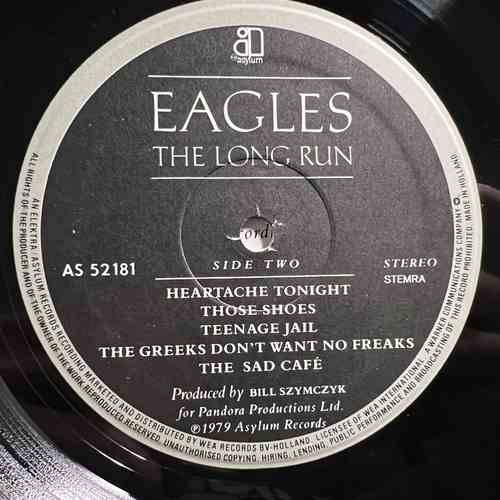 asylum
EAGLES
THE LONG RUN
ord
SIDE TWO
AS 52181
STEREO
STEMRA
HEARTACHE TONIGHT
THOSE SHOES
TEENAGE JAIL
THE GREEKS DON'T WANT NO FREAKS
THE SAD CAFÉ
Produced by BILL SZYMCZYK
for Pandora Productions Ltd.
℗1979 Asylum Records
AN ELEKTRA/ASYLUM RECORDS RECORDING MARKETED AND DISTRIBUTED BY WEA RECORDS BV-HOLLAND. LICENSEE OF WEA INTERNATIONAL. A WARNER COMMUNICATIONS COMPANY. MADE IN HOLLAND
ALL RIGHTS OF THE PRODUCER AND OF THE OWNER OF THE WORK REPRODUCED RESERVED. UNAUTHORISED COPYING, HIRING, LENDING, PUBLIC PERFORMANCE AND BROADCASTING OF THIS RECORD PROHIBITED.